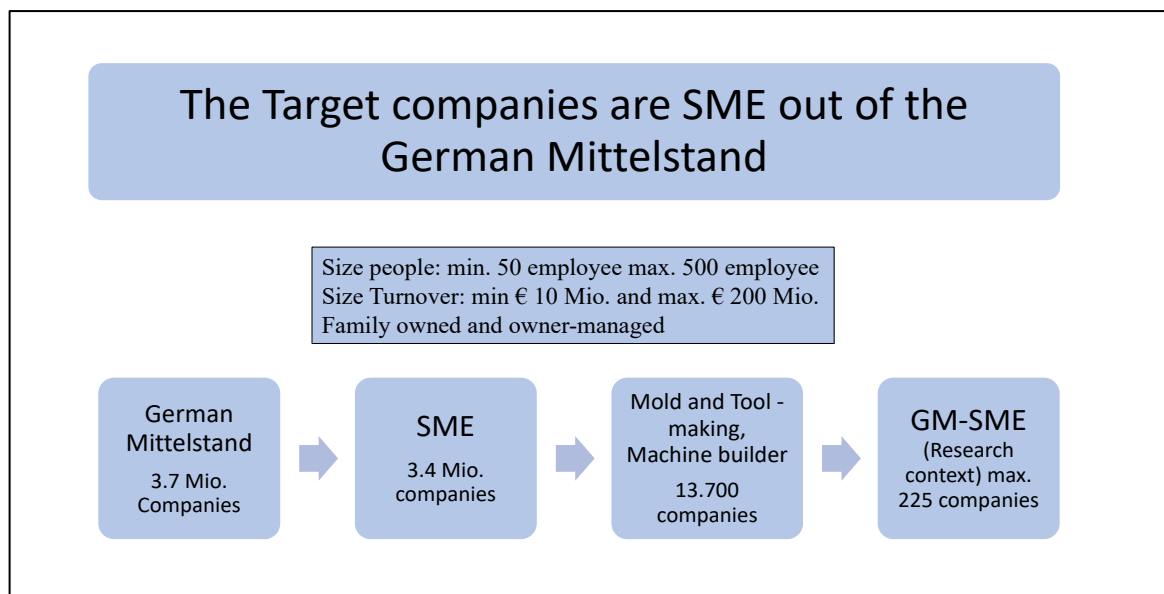 The Target companies are SME out of the
German Mittelstand
Size people: min. 50 employee max. 500 employee
Size Turnover: min € 10 Mio. and max. € 200 Mio.
Family owned and owner-managed
German
Mittelstand
3.7 Mio.
Companies
SME
3.4 Mio.
companies
Mold and Tool -
making,
Machine builder
13.700
companies
GM-SME
(Research
context) max.
225 companies